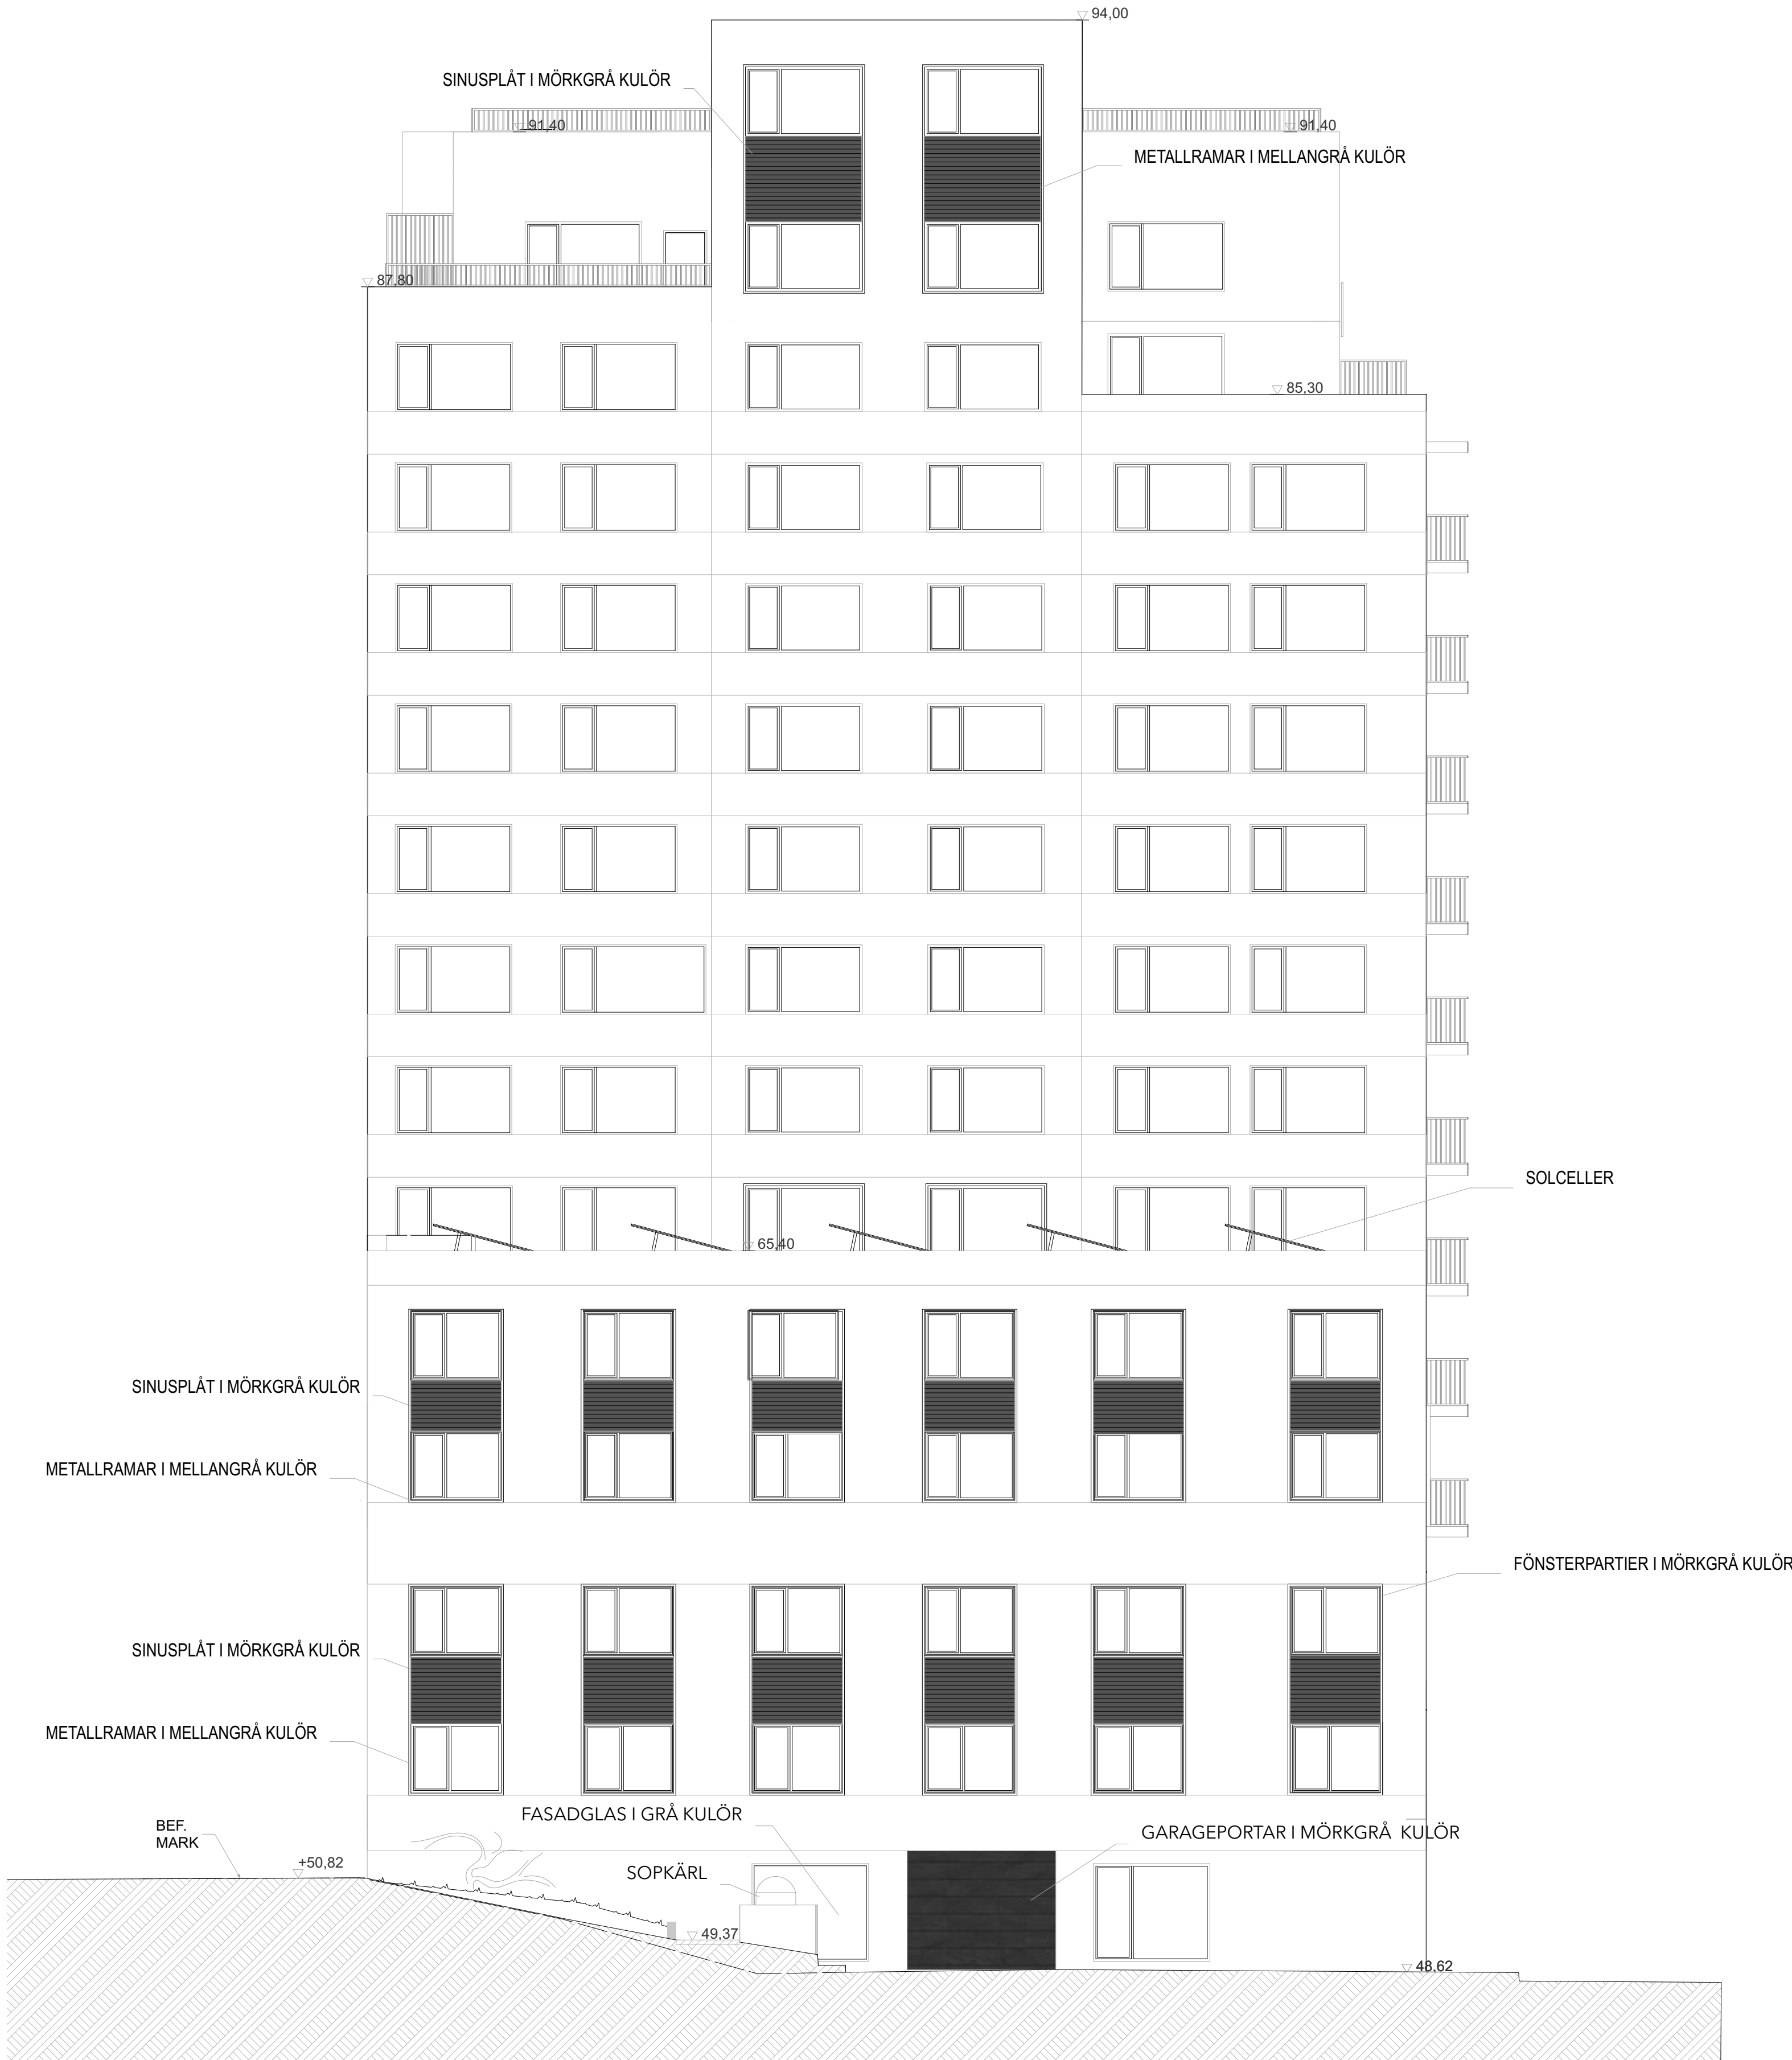 94,00
SINUSPLÅT I MÖRKGRÅ KULÖR
91,40
91,40
METALLRAMAR I MELLANGRÅ KULÖR
87,80
85,30
SOLCELLER
65,40
SINUSPLÅT I MÖRKGRÅ KULÖR
METALLRAMAR I MELLANGRÅ KULÖR
FÖNSTERPARTIER I MÖRKGRÅ KULÖR
SINUSPLÅT I MÖRKGRÅ KULÖR
METALLRAMAR I MELLANGRÅ KULÖR
FASADGLAS I GRÅ KULÖR
BEF.
MARK
GARAGEPORTAR I MÖRKGRÅ KULÖR
+50,82
SOPKÄRL
49,37
48,62